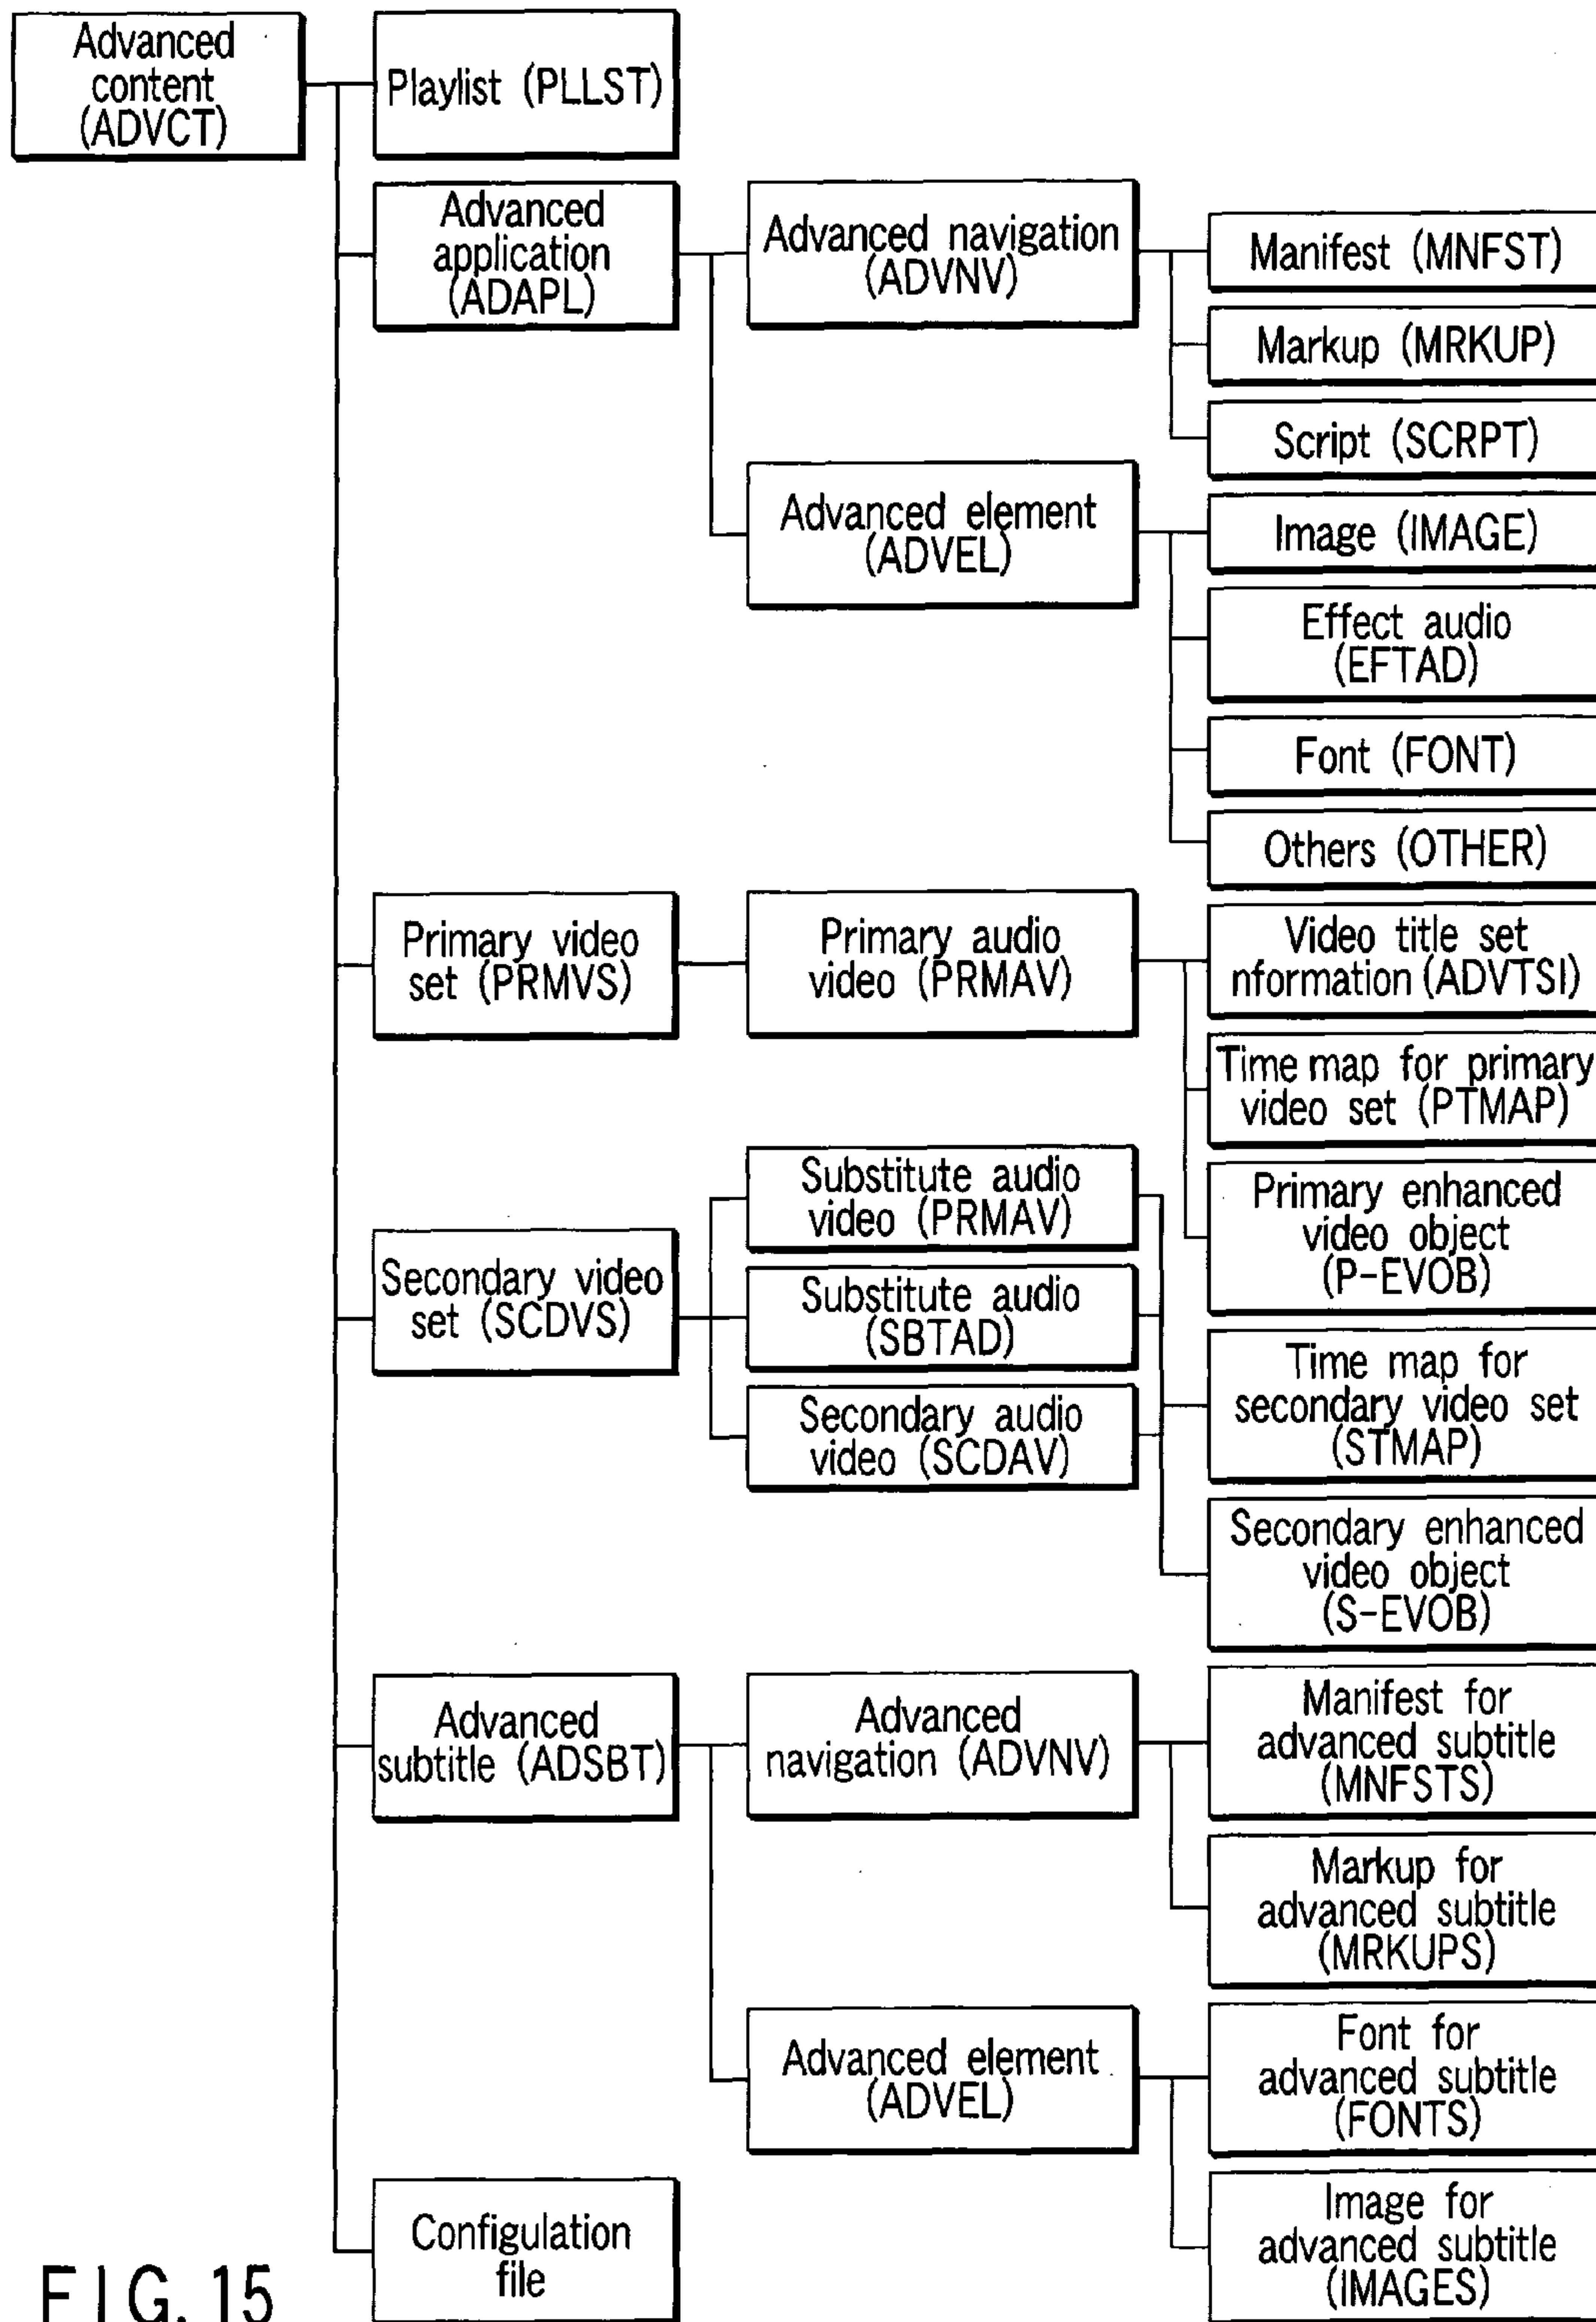 Advanced
content
(ADVCT)
Playlist (PLLST)
Advanced
application
(ADAPL)
Advanced navigation
(ADVNV)
Manifest (MNFST)
Markup (MRKUP)
Script (SCRPT)
Advanced element
(ADVEL)
Image (IMAGE)
Effect audio
(EFTAD)
Font (FONT)
Others (OTHER)
Primary video
set (PRMVS)
Primary audio
video (PRMAV)
Video title set
nformation (ADVTSI)
Time map for primary
video set (PTMAP)
Primary enhanced
video object
(P-EVOB)
Secondary video
set (SCDVS)
Substitute audio
video (PRMAV)
Substitute audio
(SBTAD)
Secondary audio
video (SCDAV)
Time map for
secondary video set
(STMAP)
Secondary enhanced
video object
(S-EVOB)
Advanced
subtitle (ADSBT)
Advanced
navigation (ADVNV)
Manifest for
advanced subtitle
(MNFSTS)
Markup for
advanced subtitle
(MRKUPS)
Advanced element
(ADVEL)
Font for
advanced subtitle
(FONTS)
Image for
advanced subtitle
(IMAGES)
Configulation
file
FIG. 15